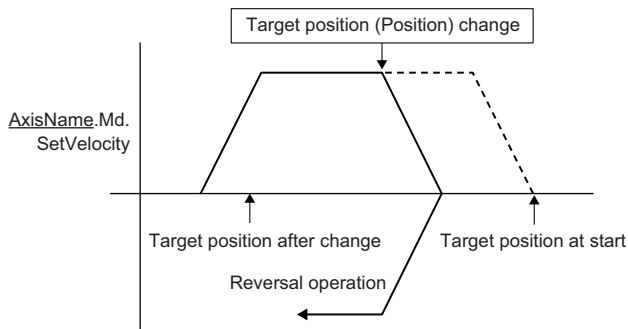 Target position (Position) change
AxisName.Md.
SetVelocity
Target position after change
Target position at start
Reversal operation